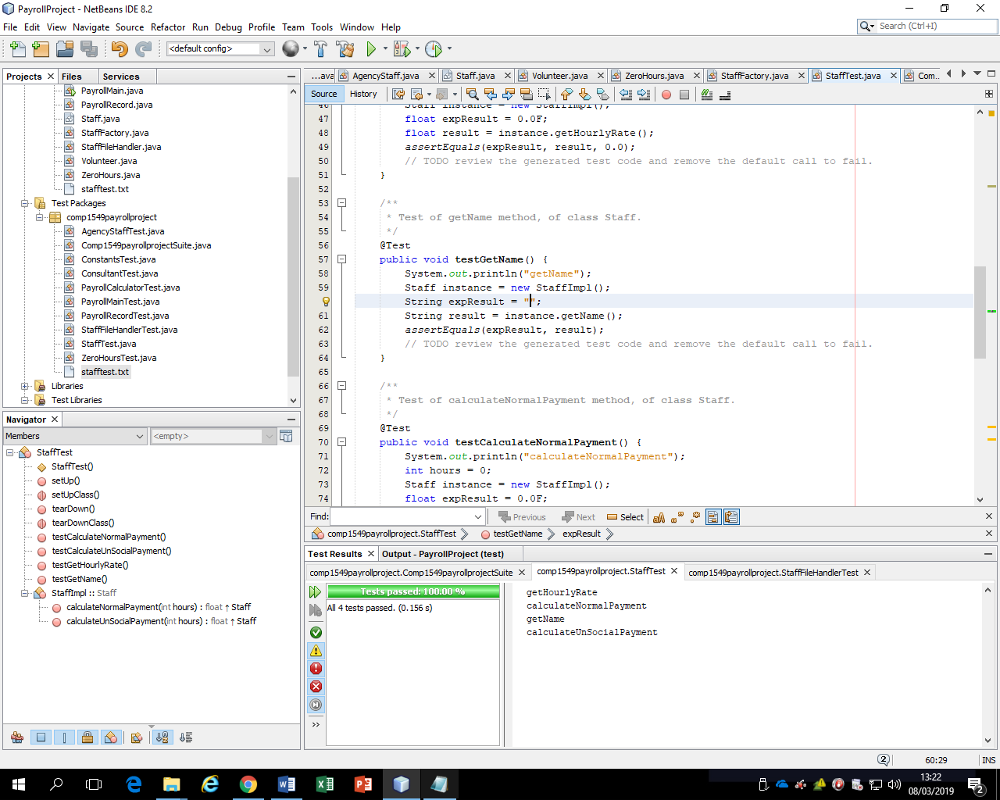 PayrollProject - NetBeans IDE 8.2
File Edit View Navigate Source Refactor Run Debug Profile Team Tools Window Help
Search (Ctrl+I)
<default config>
Projects Files Services
PayrollMain.java
PayrollRecord.java
Staff.java
StaffFactory.java
StaffFileHandler.java
Volunteer.java
ZeroHours.java
stafftest.txt
Test Packages
comp1549payrollproject
AgencyStaffTest.java
Comp1549payrollprojectSuite.java
ConstantsTest.java
ConsultantTest.java
PayrollCalculatorTest.java
PayrollMainTest.java
PayrollRecordTest.java
StaffFileHandlerTest.java
StaffTest.java
ZeroHoursTest.java
stafftest.txt
Libraries
Test Libraries
Navigator
Members
<empty>
StaffTest
StaffTest()
setUp()
setUpClass()
tearDown()
tearDownClass()
testCalculateNormalPayment()
testCalculateUnSocialPayment()
testGetHourlyRate()
testGetName()
StaffImpl :: Staff
calculateNormalPayment(int hours) : float ↑ Staff
calculateUnSocialPayment(int hours) : float ↑ Staff
...ava AgencyStaff.java Staff.java Volunteer.java ZeroHours.java StaffFactory.java StaffTest.java Com...
Source History
46 Staff instance = new StaffImpl();
47 float expResult = 0.0F;
48 float result = instance.getHourlyRate();
49 assertEquals(expResult, result, 0.0);
50 // TODO review the generated test code and remove the default call to fail.
51 }
52
53 /**
54 * Test of getName method, of class Staff.
55 */
56 @Test
57 public void testGetName() {
58 System.out.println("getName");
59 Staff instance = new StaffImpl();
String expResult = "";
61 String result = instance.getName();
62 assertEquals(expResult, result);
63 // TODO review the generated test code and remove the default call to fail.
64 }
65
66 /**
67 * Test of calculateNormalPayment method, of class Staff.
68 */
69 @Test
70 public void testCalculateNormalPayment() {
71 System.out.println("calculateNormalPayment");
72 int hours = 0;
73 Staff instance = new StaffImpl();
74 float expResult = 0.0F;
Find: Previous Next Select
comp1549payrollproject.StaffTest testGetName expResult
Test Results Output - PayrollProject (test)
comp1549payrollproject.Comp1549payrollprojectSuite comp1549payrollproject.StaffTest comp1549payrollproject.StaffFileHandlerTest
Tests passed: 100.00 %
All 4 tests passed. (0.156 s)
getHourlyRate
calculateNormalPayment
getName
calculateUnSocialPayment
2
60:29
INS
13:22
08/03/2019
2